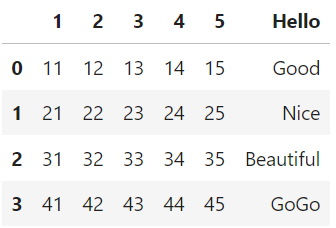 1 2 3 4 5 Hello
0 11 12 13 14 15 Good
1 21 22 23 24 25 Nice
2 31 32 33 34 35 Beautiful
3 41 42 43 44 45 GoGo